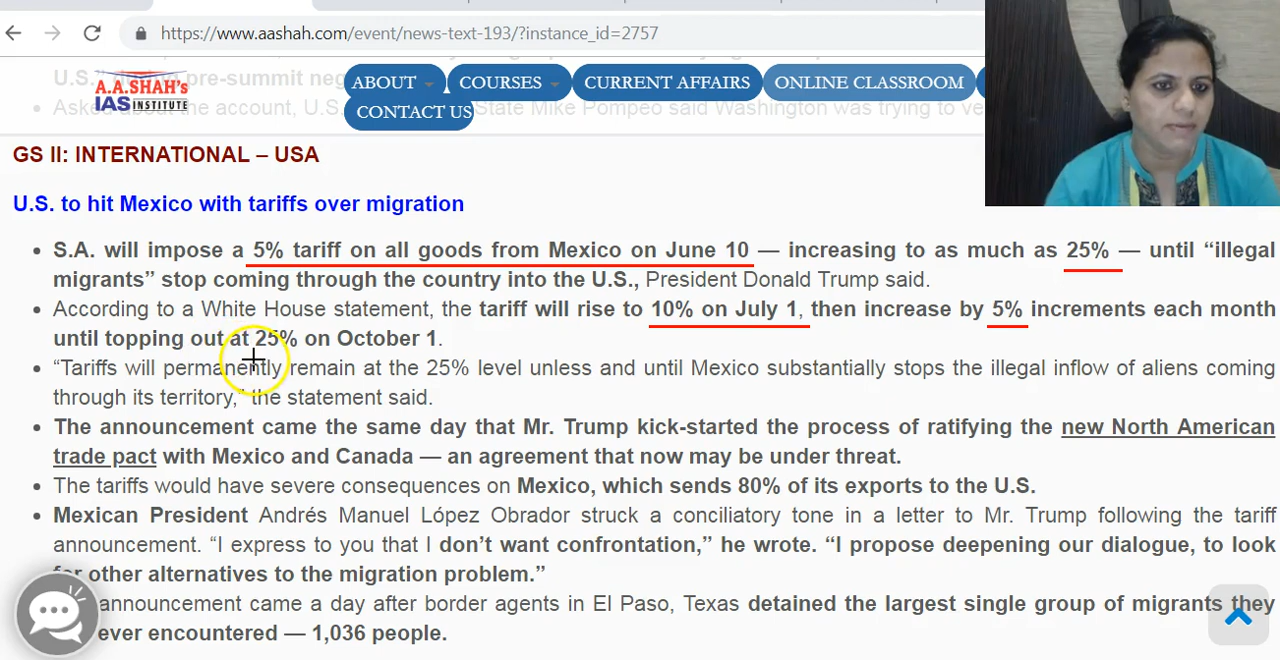 https://www.aashah.com/event/news-text-193/?instance_id=2757
U.S.
pre-summit
A.A.SHAH'S
IAS INSTITUTE
ABOUT
COURSES
CURRENT AFFAIRS
ONLINE CLASSROOM
CONTACT US
the account, U.S
State Mike Pompeo said Washington was trying to
GS II: INTERNATIONAL – USA
U.S. to hit Mexico with tariffs over migration
• S.A. will impose a 5% tariff on all goods from Mexico on June 10 — increasing to as much as 25% — until “illegal
migrants” stop coming through the country into the U.S., President Donald Trump said.
• According to a White House statement, the tariff will rise to 10% on July 1, then increase by 5% increments each month
until topping out at 25% on October 1.
• “Tariffs will permanently remain at the 25% level unless and until Mexico substantially stops the illegal inflow of aliens coming
through its territory,” the statement said.
• The announcement came the same day that Mr. Trump kick-started the process of ratifying the new North American
trade pact with Mexico and Canada — an agreement that now may be under threat.
• The tariffs would have severe consequences on Mexico, which sends 80% of its exports to the U.S.
• Mexican President Andrés Manuel López Obrador struck a conciliatory tone in a letter to Mr. Trump following the tariff
announcement. “I express to you that I don’t want confrontation,” he wrote. “I propose deepening our dialogue, to look
for other alternatives to the migration problem.”
announcement came a day after border agents in El Paso, Texas detained the largest single group of migrants they
ever encountered — 1,036 people.